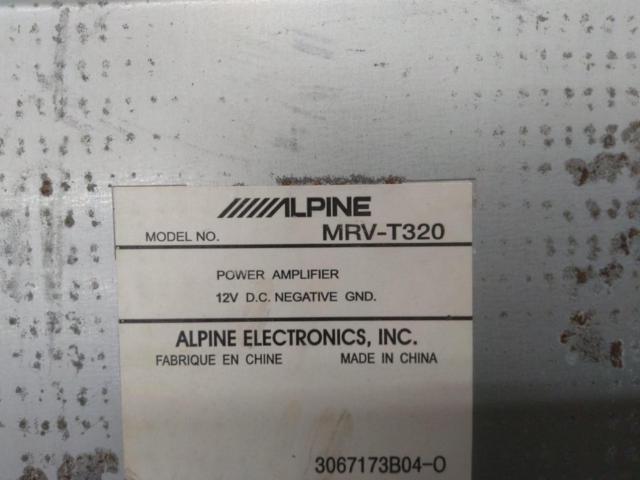 ALPINE
MODEL NO. MRV-T320
POWER AMPLIFIER
12V D.C. NEGATIVE GND.
ALPINE ELECTRONICS, INC.
FABRIQUE EN CHINE MADE IN CHINA
3067173B04-O